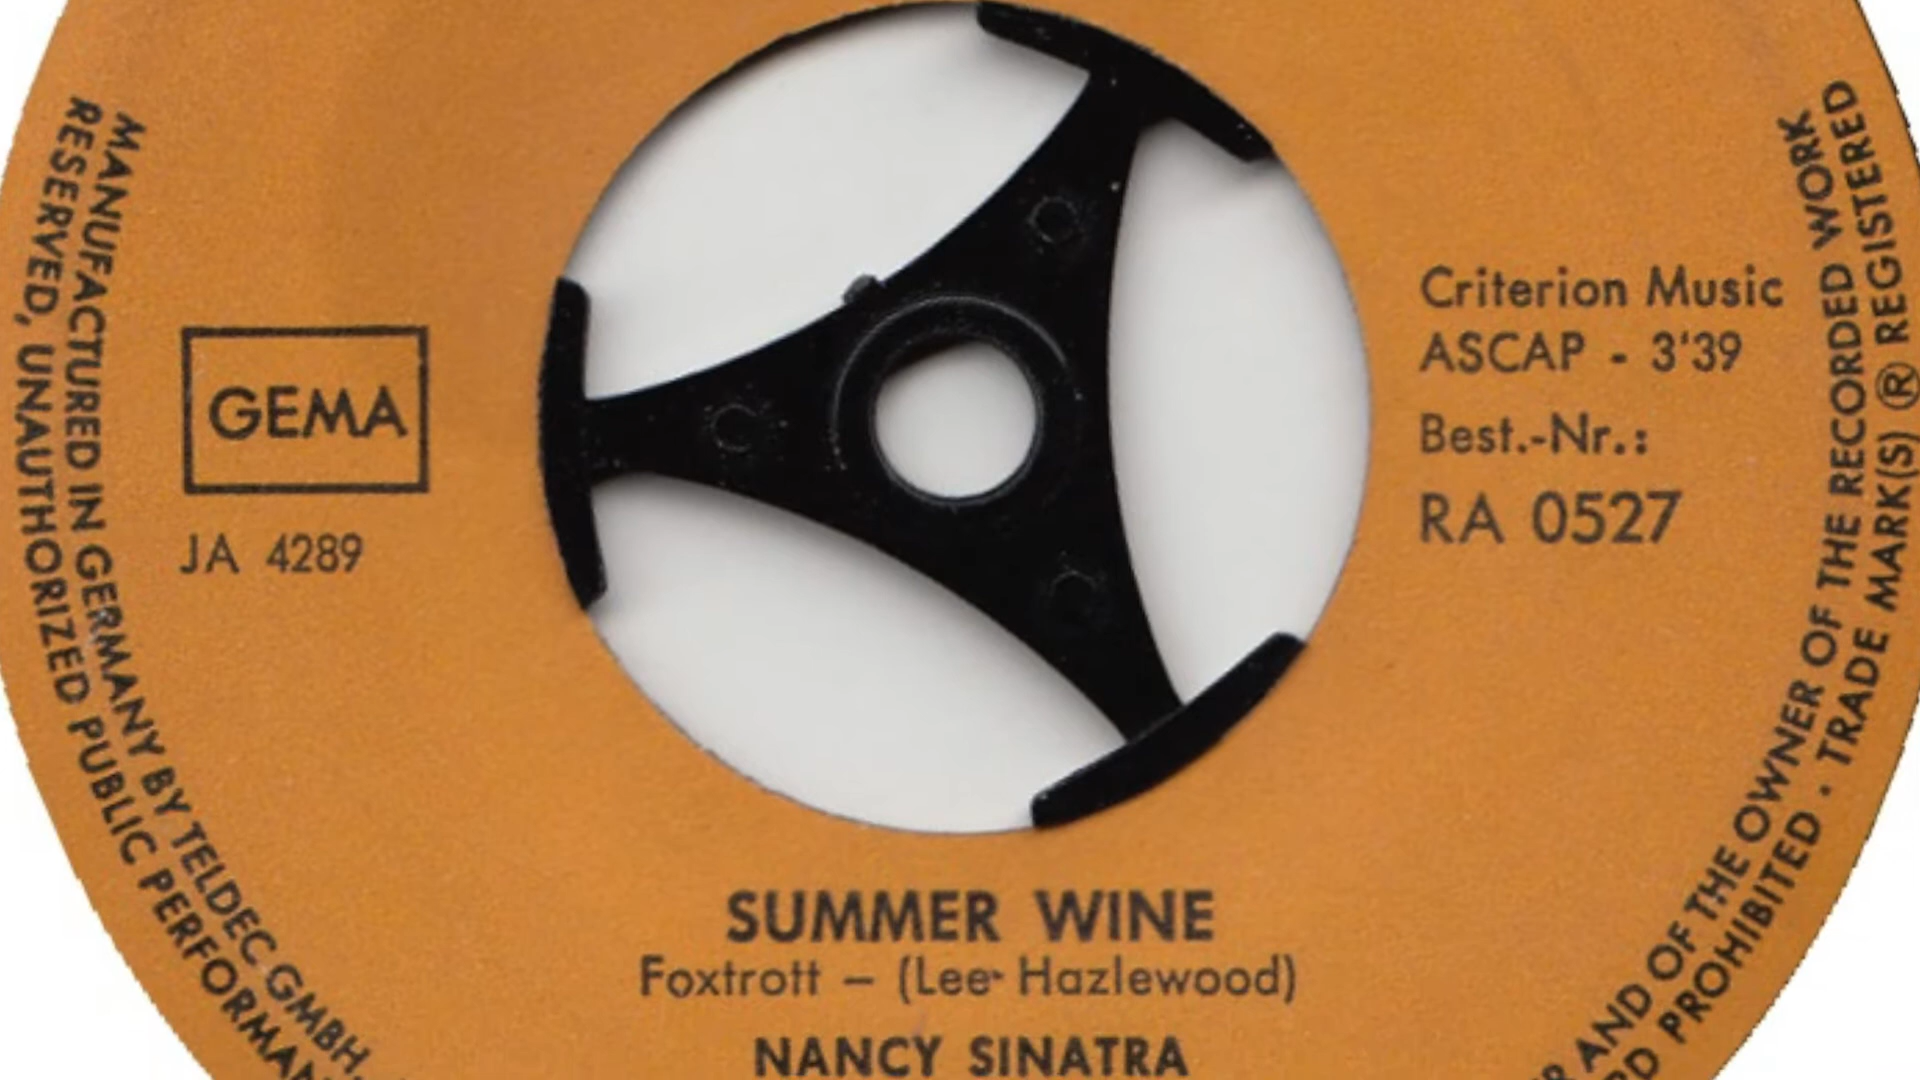 GEMA
JA 4289
Criterion Music
ASCAP - 3'39
Best.-Nr.:
RA 0527
SUMMER WINE
Foxtrott – (Lee Hazlewood)
NANCY SINATRA
MANUFACTURED IN GERMANY BY TELDEC GMBH.
RESERVED, UNAUTHORIZED PUBLIC
AND OF THE OWNER OF THE RECORDED WORK
PROHIBITED · TRADE MARK(S) ® REGISTERED